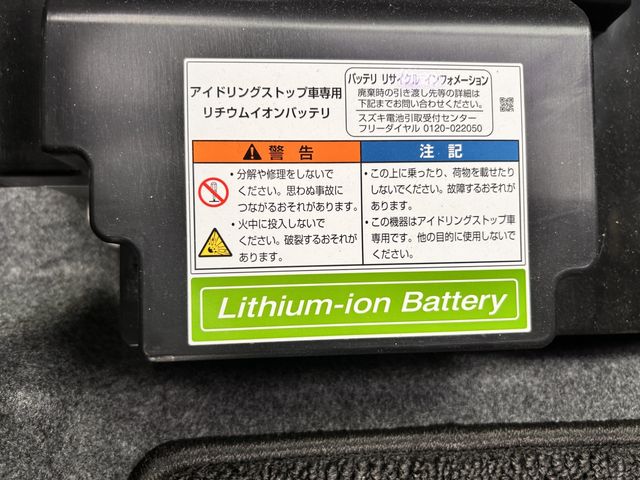 アイドリングストップ車専用
リチウムイオンバッテリ
バッテリ リサイクル インフォメーション
廃棄時の引き渡し先等の詳細は
下記までお問い合わせください。
スズキ電池引取受付センター
フリーダイヤル 0120-022050
警告
・分解や修理をしないで
ください。思わぬ事故に
つながるおそれがあります。
・火中に投入しないで
ください。破裂するおそれが
あります。
注記
・この上に乗ったり、荷物を載せたり
しないでください。故障するおそれが
あります。
・この機器はアイドリングストップ車
専用です。他の目的に使用しないで
ください。
Lithium-ion Battery